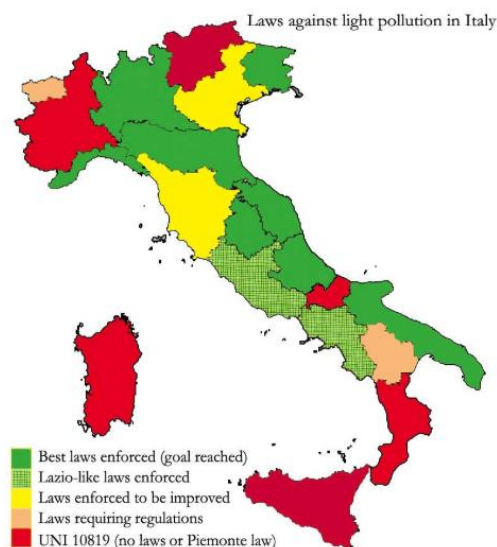 Laws against light pollution in Italy
Best laws enforced (goal reached)
Lazio-like laws enforced
Laws enforced to be improved
Laws requiring regulations
UNI 10819 (no laws or Piemonte law)